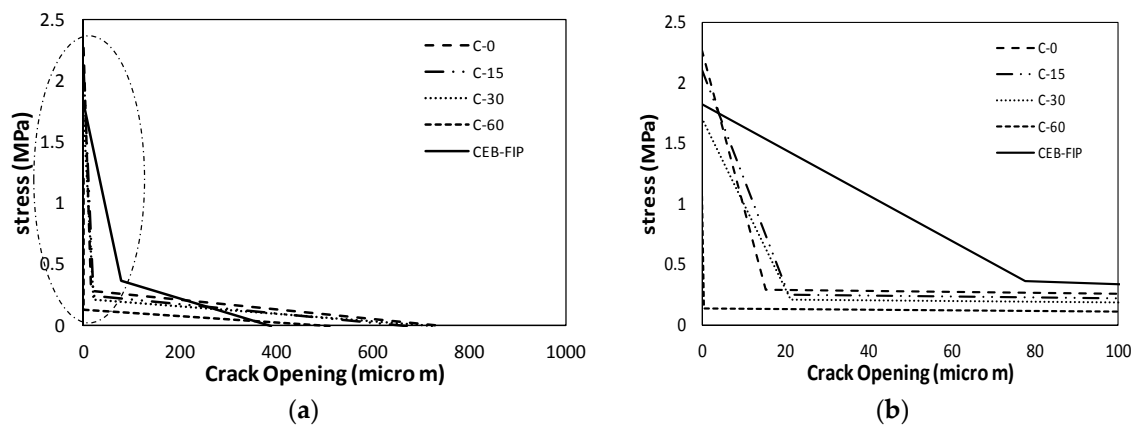 2.5
2
1.5
1
0.5
0
stress (MPa)
C-0
C-15
C-30
C-60
CEB-FIP
0 200 400 600 800 1000
Crack Opening (micro m)
(a)
2.5
2
1.5
1
0.5
0
stress (MPa)
C-0
C-15
C-30
C-60
CEB-FIP
0 20 40 60 80 100
Crack Opening (micro m)
(b)